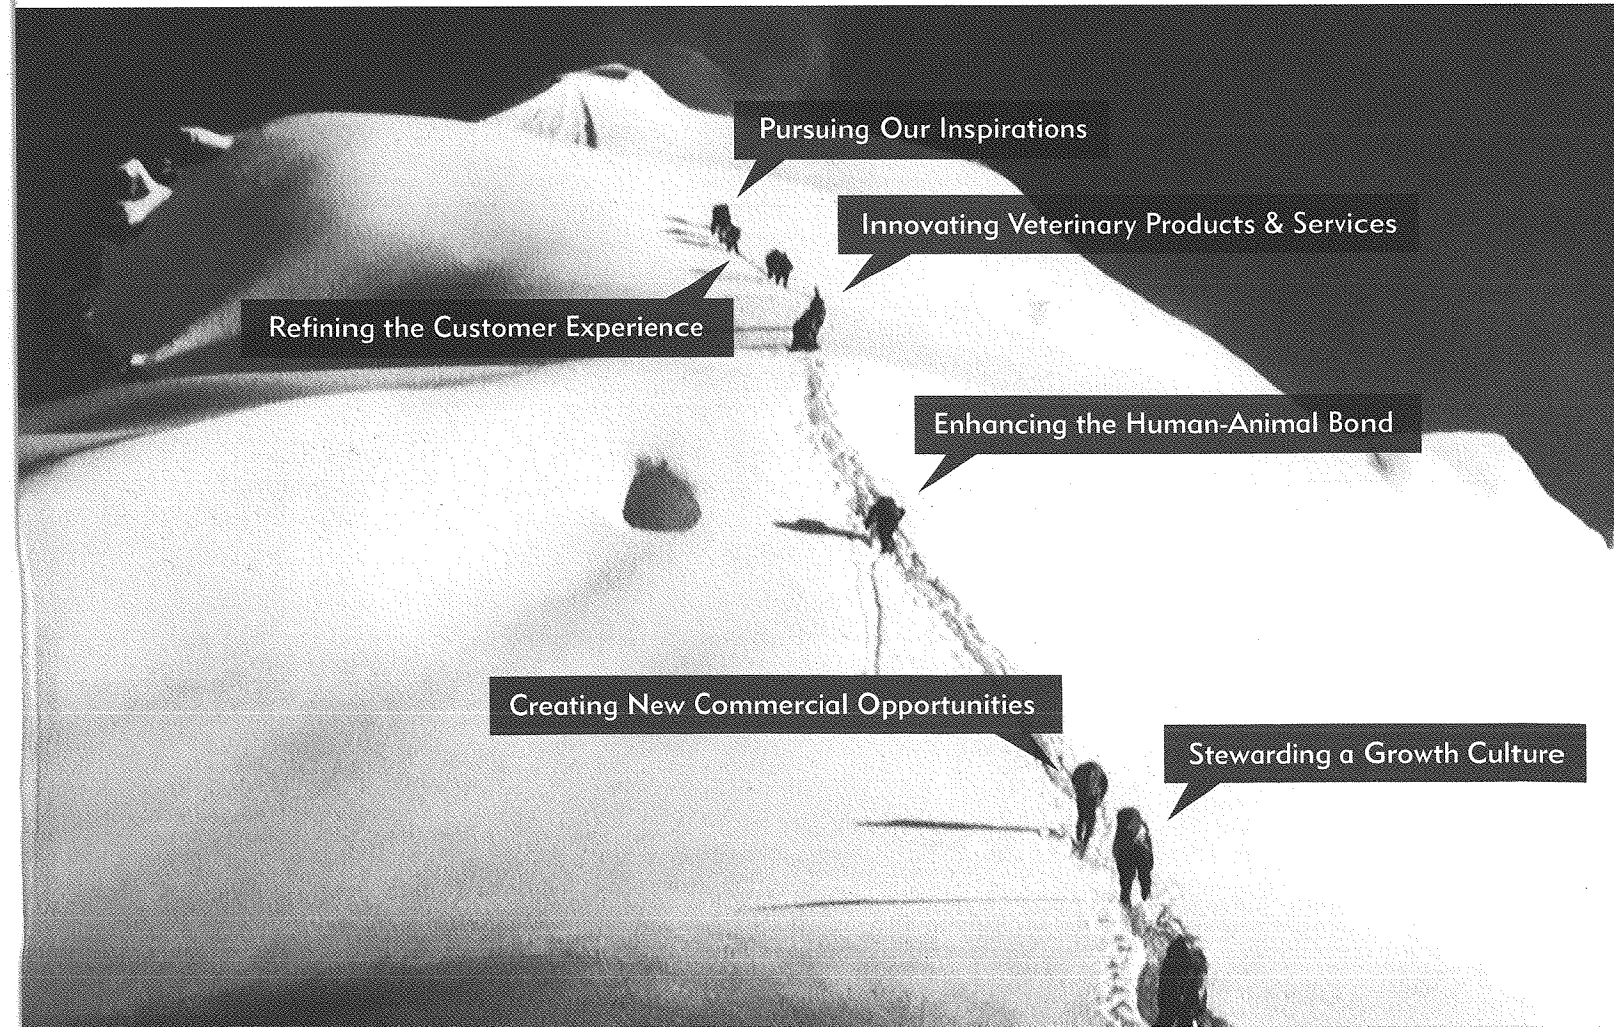 Pursuing Our Inspirations
Innovating Veterinary Products & Services
Refining the Customer Experience
Enhancing the Human-Animal Bond
Creating New Commercial Opportunities
Stewarding a Growth Culture